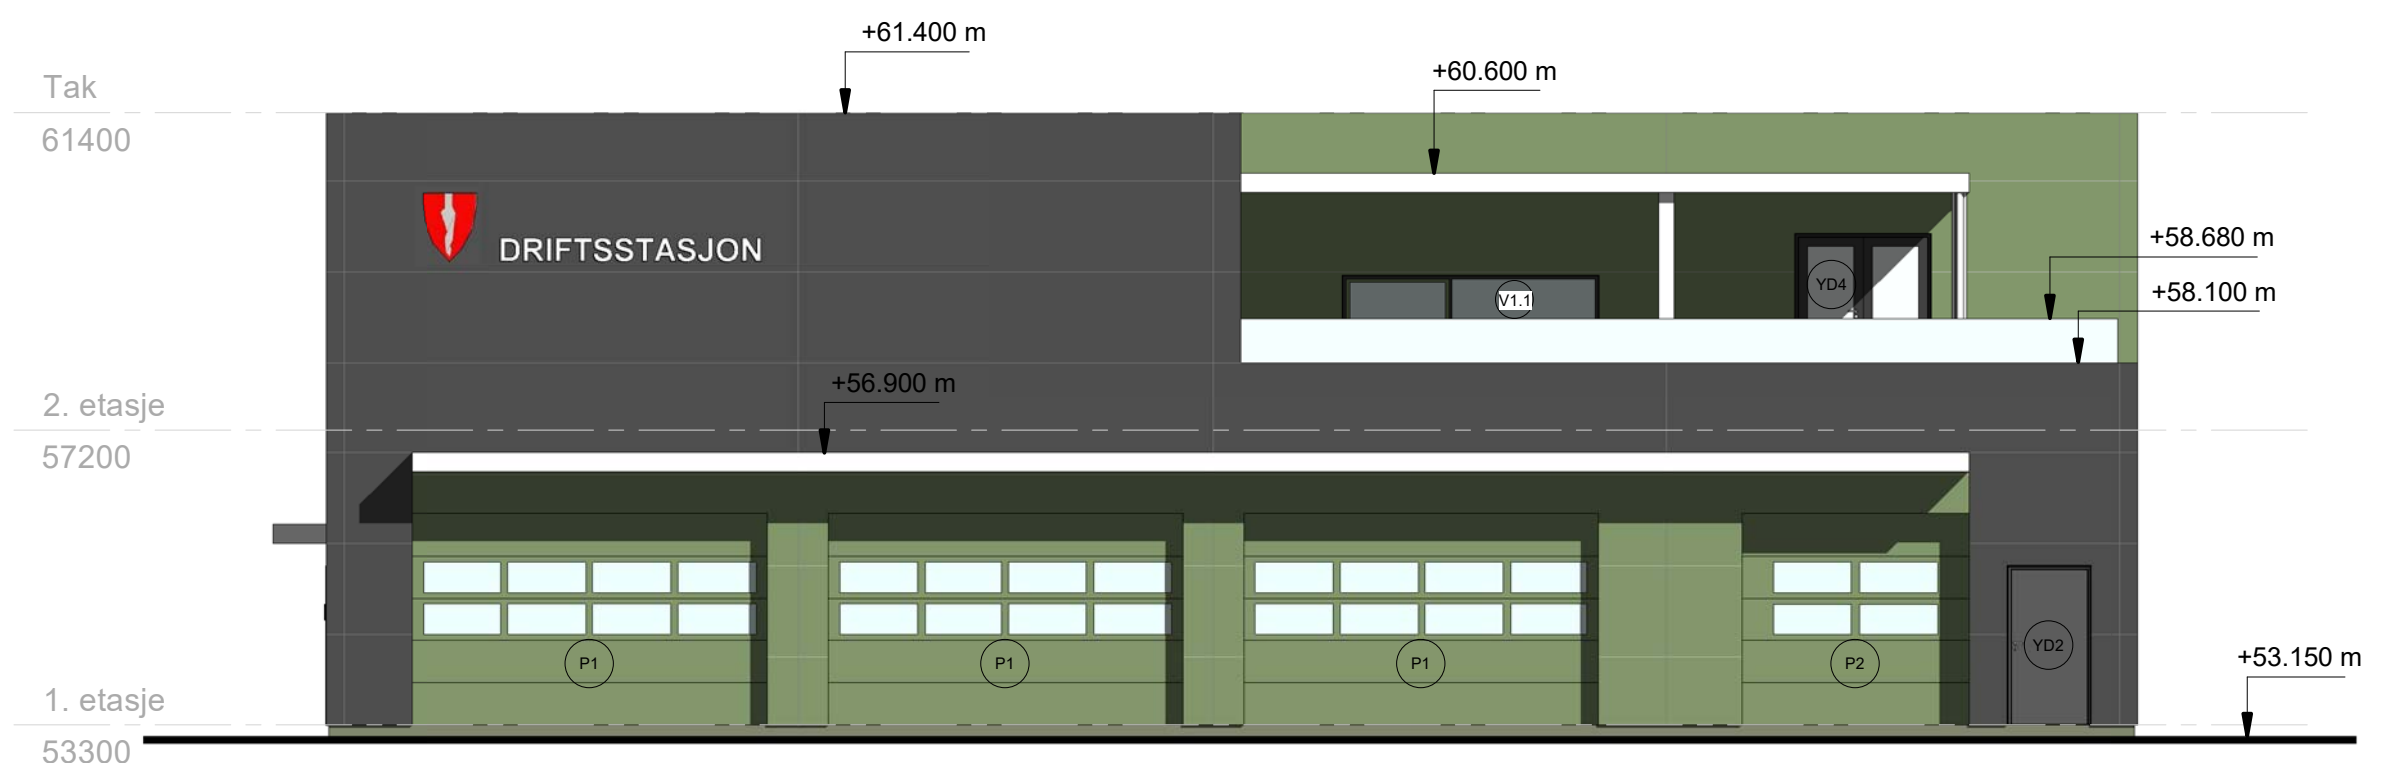 +61.400 m
+60.600 m
Tak
61400
DRIFTSSTASJON
+58.680 m
YD4
+58.100 m
V1.1
+56.900 m
2. etasje
57200
P1
P1
P1
P2
YD2
+53.150 m
1. etasje
53300